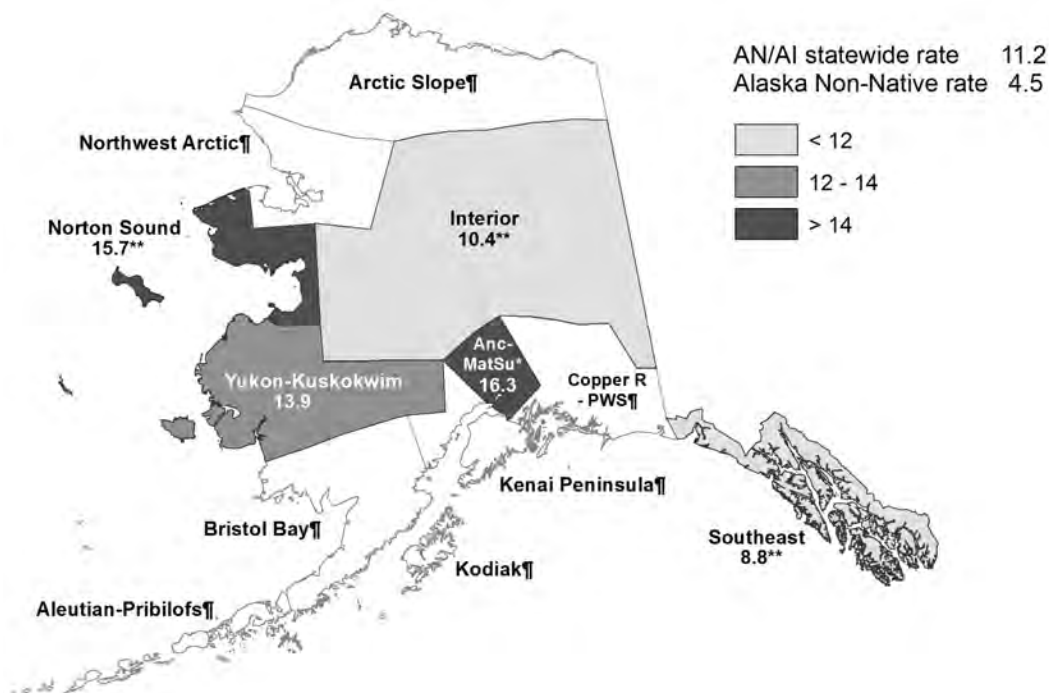 AN/AI statewide rate 11.2
Alaska Non-Native rate 4.5
< 12
12 - 14
> 14
Arctic Slope¶
Northwest Arctic¶
Norton Sound
15.7**
Interior
10.4**
Anc-
MatSu*
16.3
Yukon-Kuskokwim
13.9
Copper R
- PWS¶
Kenai Peninsula¶
Bristol Bay¶
Kodiak¶
Southeast
8.8**
Aleutian-Pribilofs¶